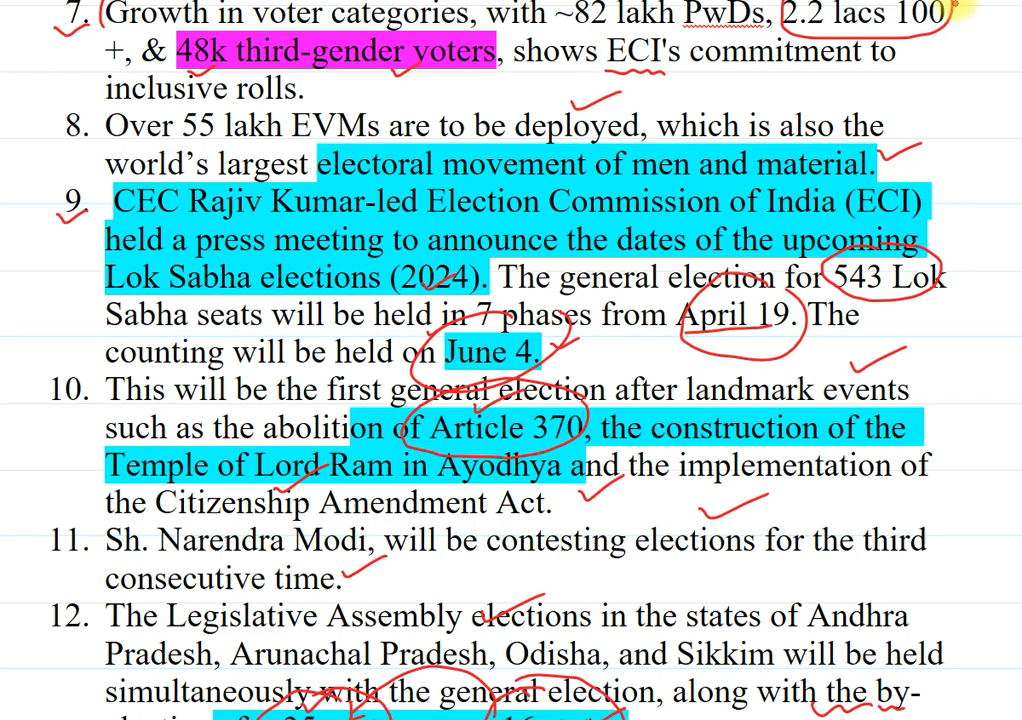 7. (Growth in voter categories, with ~82 lakh PwDs, 2.2 lacs 100
+, & 48k third-gender voters, shows ECI's commitment to
inclusive rolls.
8. Over 55 lakh EVMs are to be deployed, which is also the
world’s largest electoral movement of men and material.
9. CEC Rajiv Kumar-led Election Commission of India (ECI)
held a press meeting to announce the dates of the upcoming
Lok Sabha elections (2024). The general election for 543 Lok
Sabha seats will be held in 7 phases from April 19. The
counting will be held on June 4.
10. This will be the first general election after landmark events
such as the abolition of Article 370, the construction of the
Temple of Lord Ram in Ayodhya and the implementation of
the Citizenship Amendment Act.
11. Sh. Narendra Modi, will be contesting elections for the third
consecutive time.
12. The Legislative Assembly elections in the states of Andhra
Pradesh, Arunachal Pradesh, Odisha, and Sikkim will be held
simultaneously with the general election, along with the by-